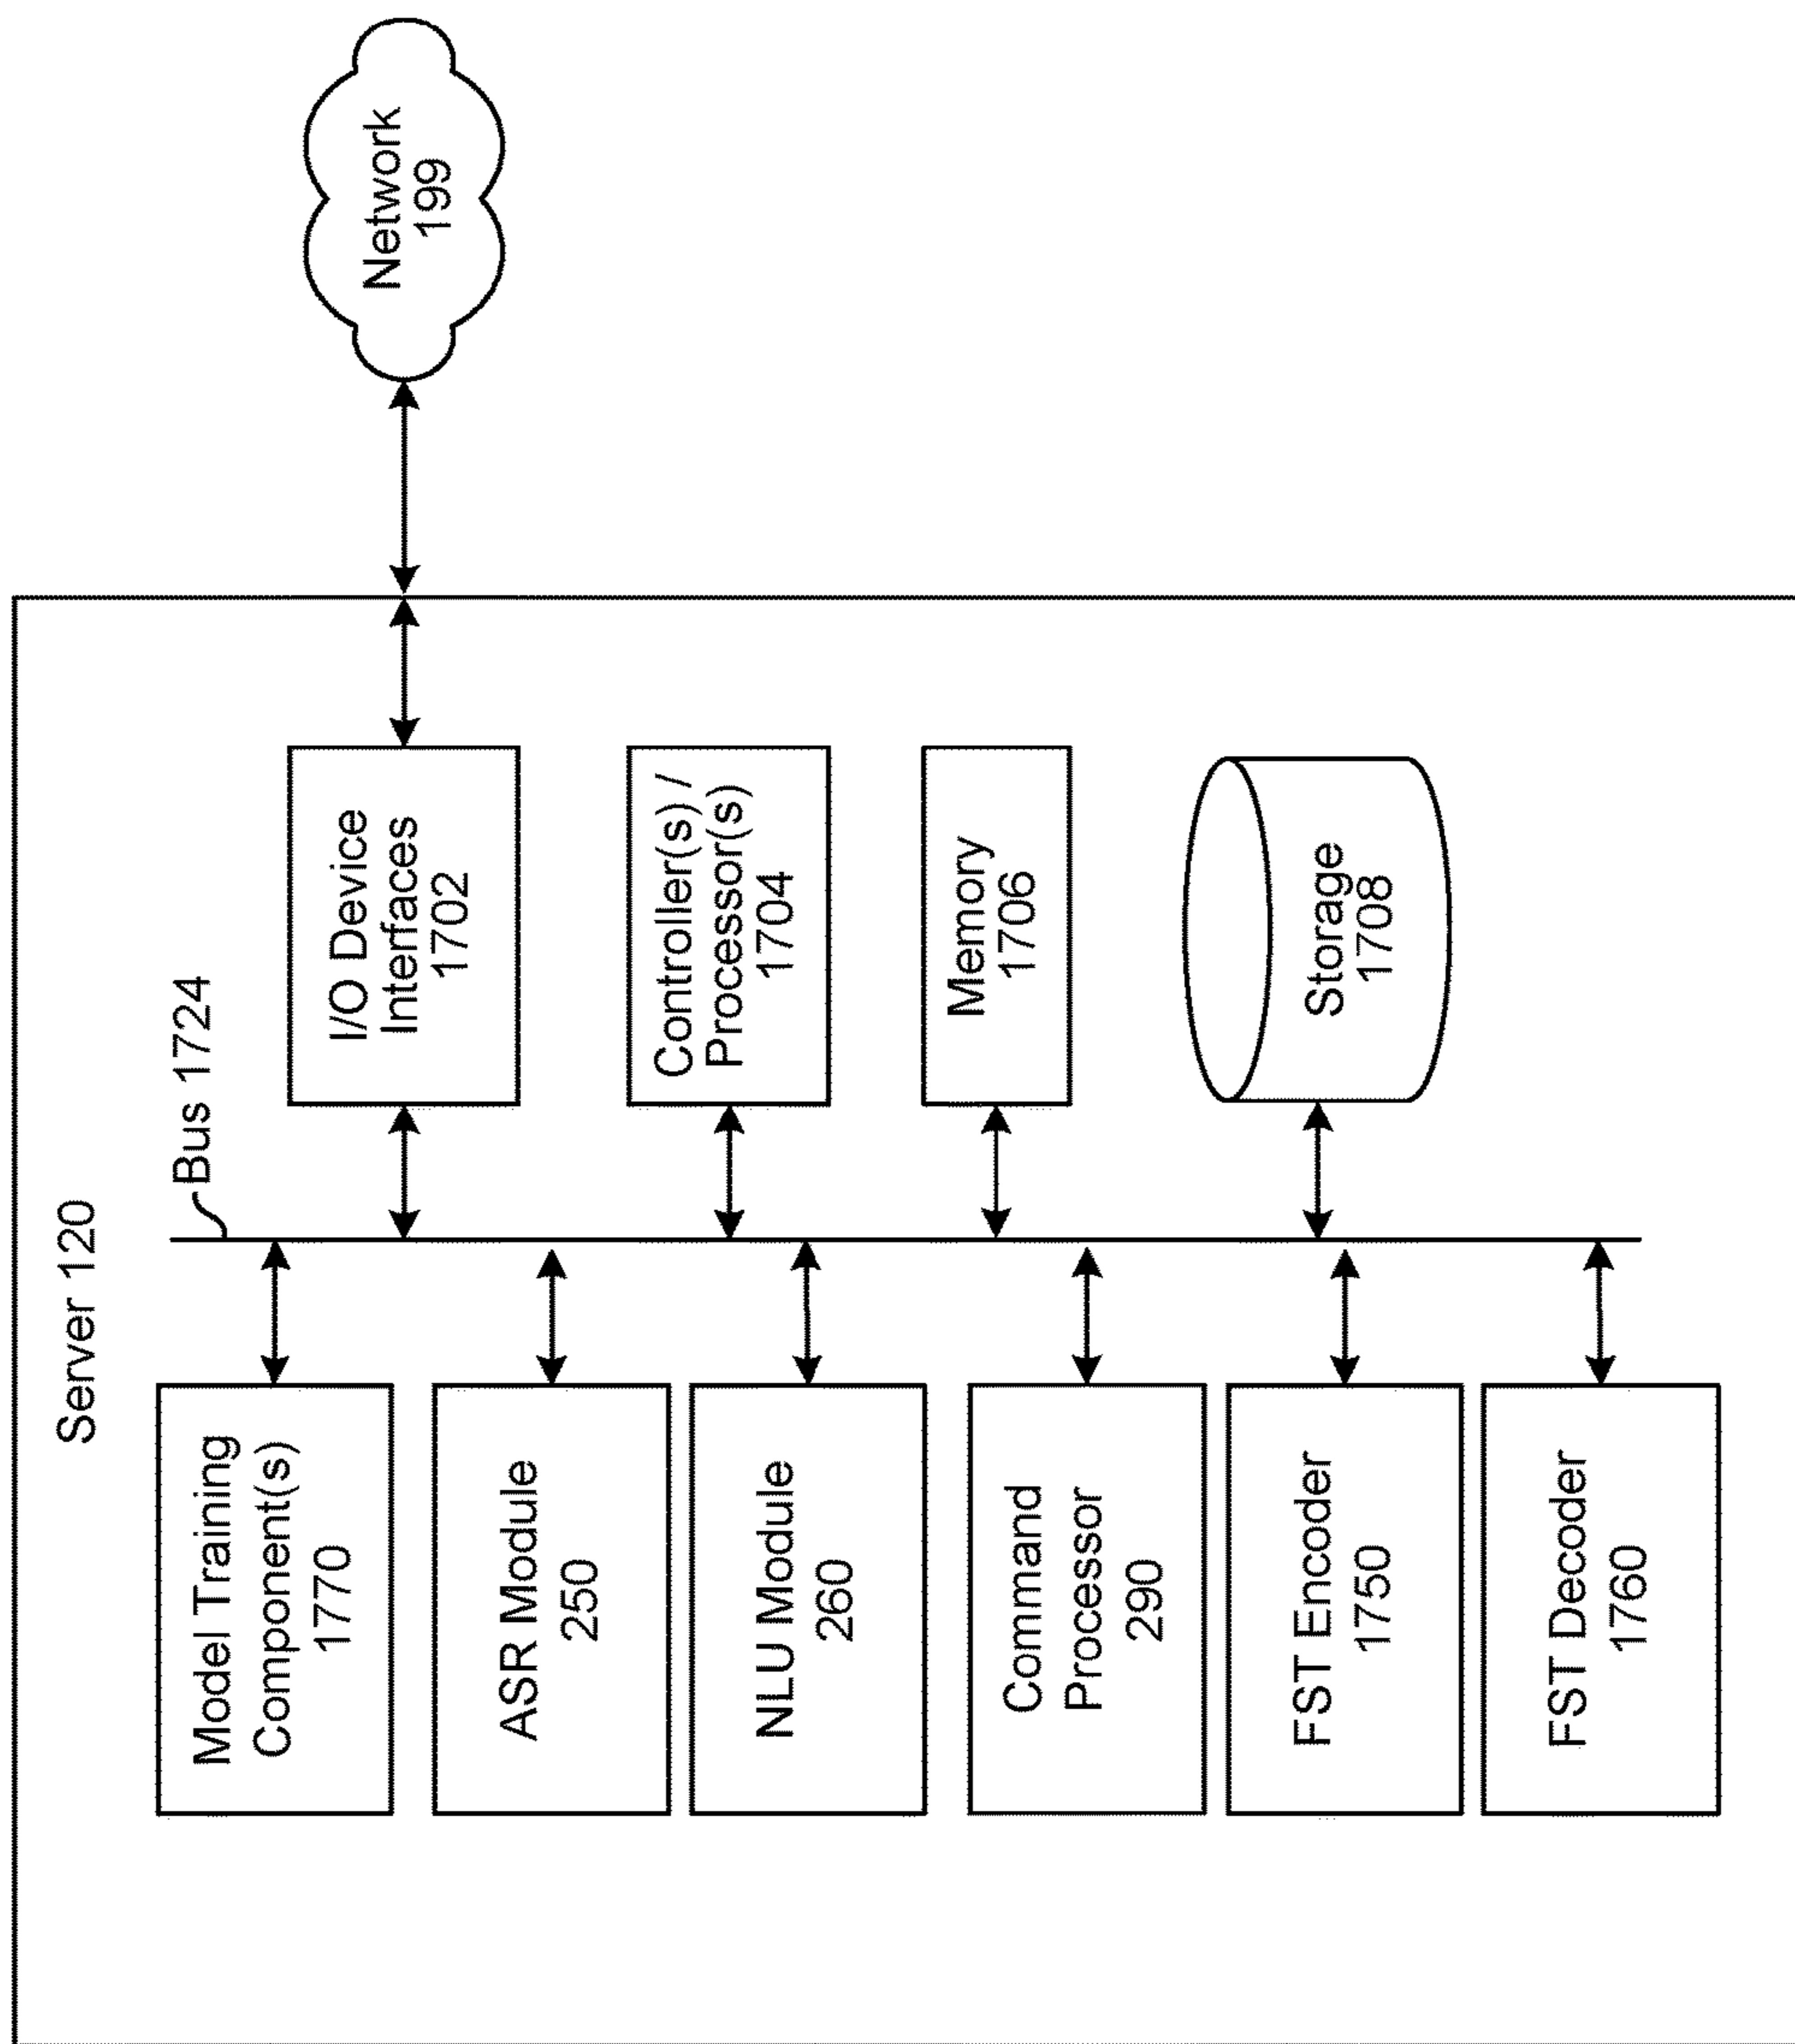 Server 120
Bus 1724
Model Training
Component(s)
1770
ASR Module
250
NLU Module
260
Command
Processor
290
FST Encoder
1750
FST Decoder
1760
I/O Device
Interfaces
1702
Controller(s) /
Processor(s)
1704
Memory
1706
Storage
1708
Network
199